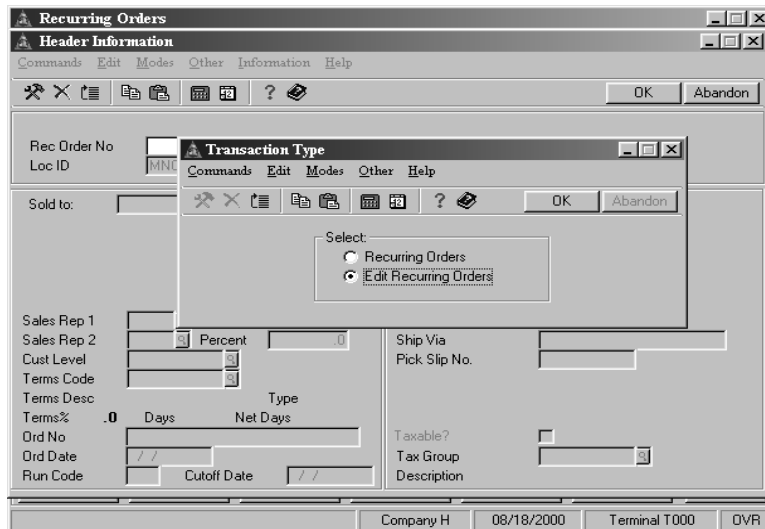 Recurring Orders
Header Information
Commands Edit Modes Other Information Help
OK Abandon
Rec Order No
Loc ID MN
Transaction Type
Commands Edit Modes Other Help
OK Abandon
Select:
Recurring Orders
Edit Recurring Orders
Sold to:
Sales Rep 1
Sales Rep 2 Percent .0
Cust Level
Terms Code
Terms Desc Type
Terms% .0 Days Net Days
Ord No
Ord Date / /
Run Code Cutoff Date / /
Ship Via
Pick Slip No.
Taxable?
Tax Group
Description
Company H 08/18/2000 Terminal T000 OVR